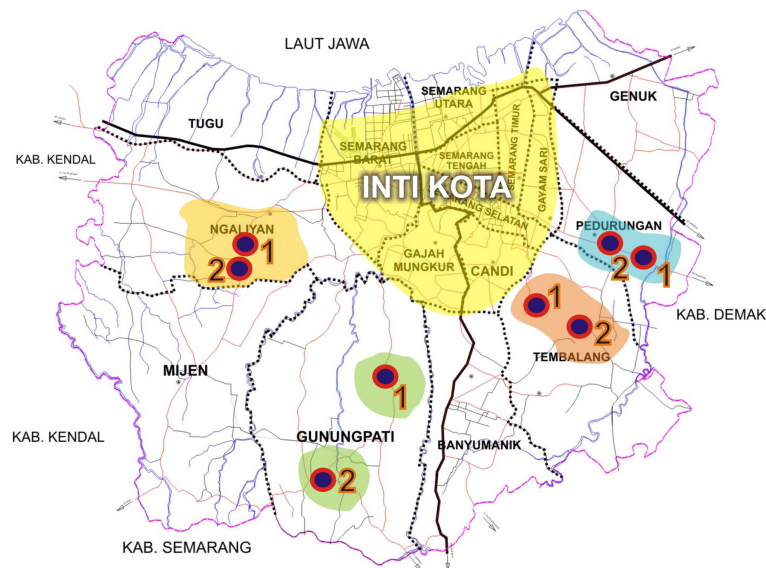 LAUT JAWA
SEMARANG
UTARA
GENUK
TUGU
KAB. KENDAL
SEMARANG
BARAT
SEMARANG
TENGAH
SEMARANG TIMUR
GAYAM SARI
INTI KOTA
SEMARANG SELATAN
NGALIYAN
1
2
PEDURUNGAN
2
1
GAJAH
MUNGKUR
CANDI
1
2
KAB. DEMAK
TEMBALANG
MIJEN
1
KAB. KENDAL
GUNUNGPATI
BANYUMANIK
2
KAB. SEMARANG